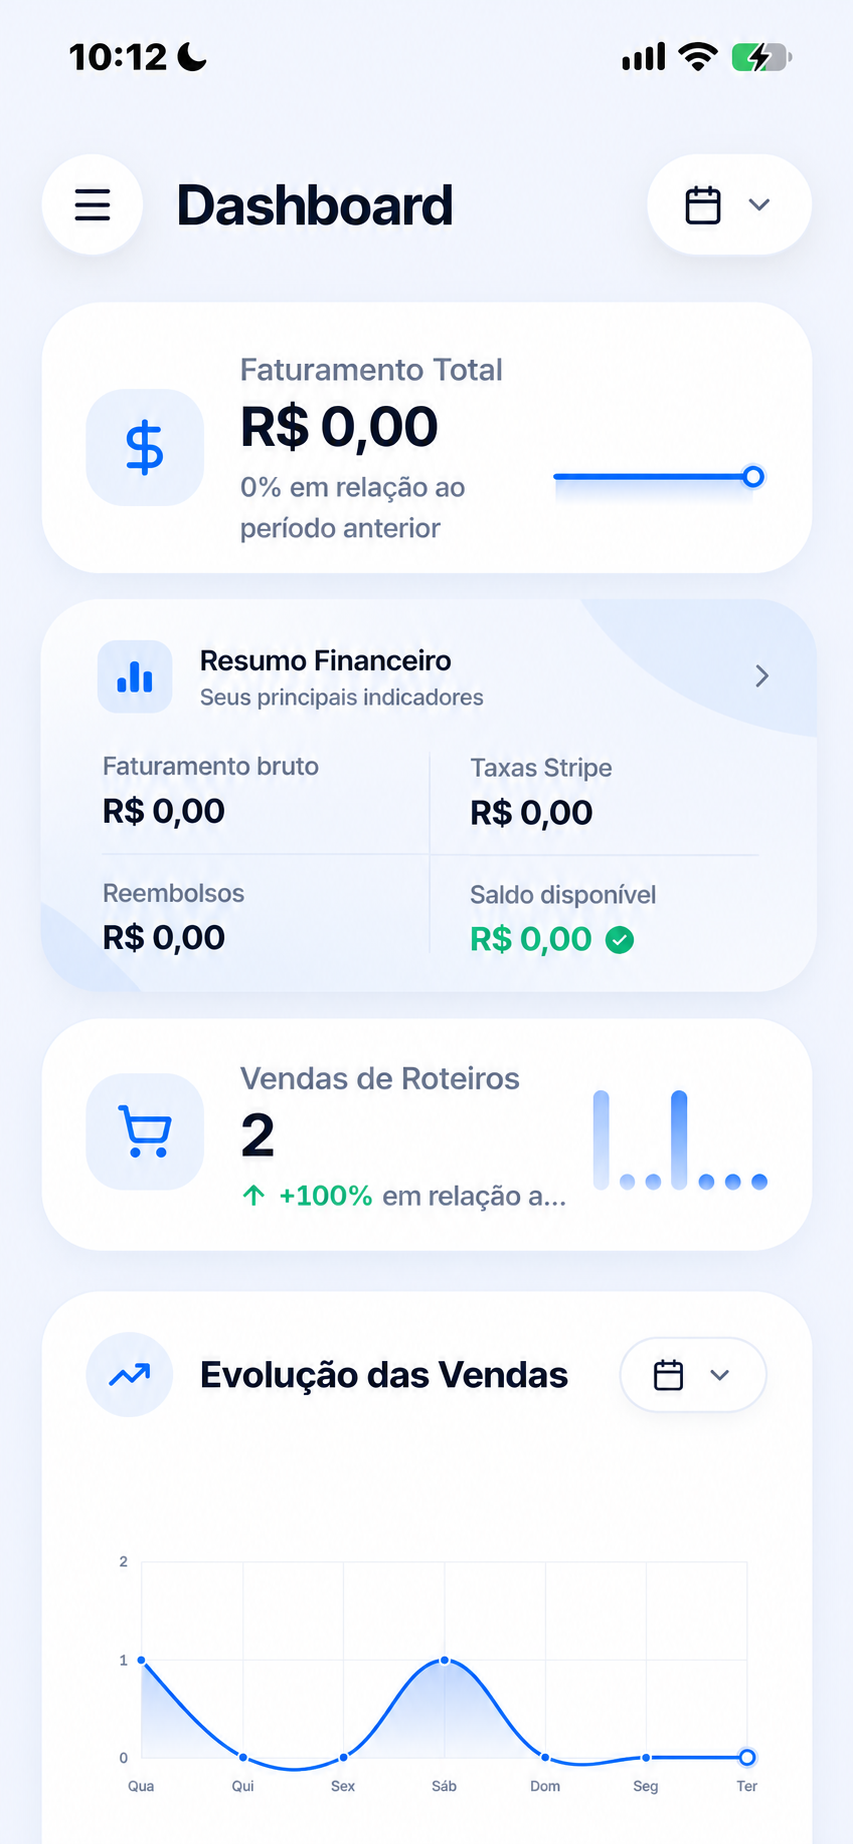 10:12
Dashboard
Faturamento Total
R$ 0,00
0% em relação ao
período anterior
Resumo Financeiro
Seus principais indicadores
Faturamento bruto
R$ 0,00
Taxas Stripe
R$ 0,00
Reembolsos
R$ 0,00
Saldo disponível
R$ 0,00
Vendas de Roteiros
2
+100% em relação a...
Evolução das Vendas
2
1
0
Qua Qui Sex Sáb Dom Seg Ter